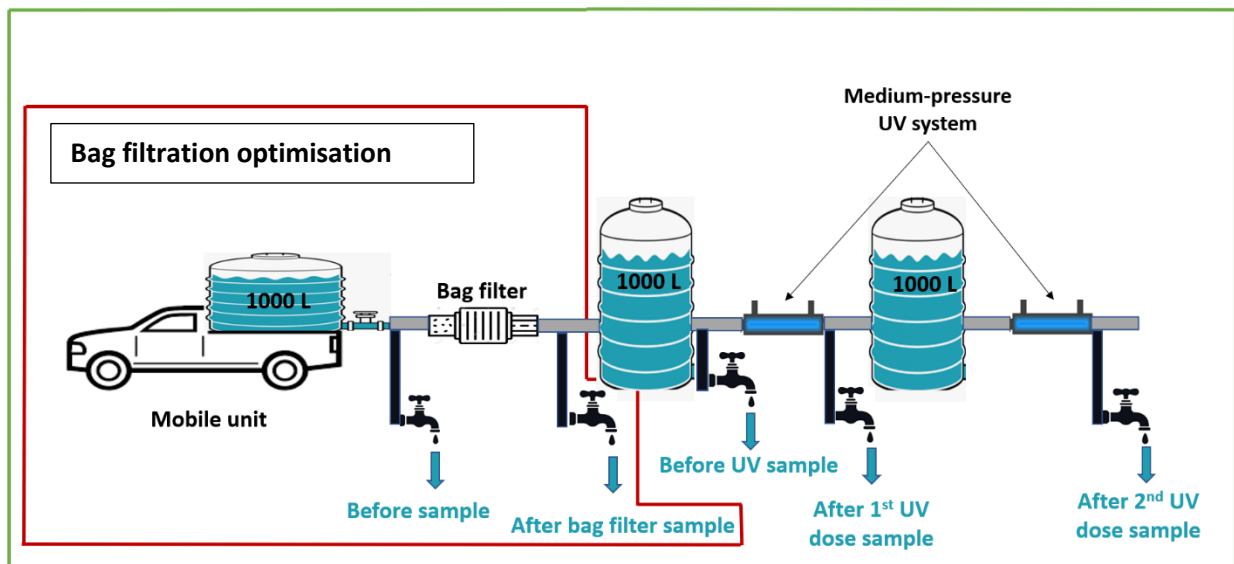 Medium-pressure
UV system
Bag filtration optimisation
1000 L
Bag filter
1000 L
1000 L
Mobile unit
Before sample
After bag filter sample
Before UV sample
After 1st UV
dose sample
After 2nd UV
dose sample